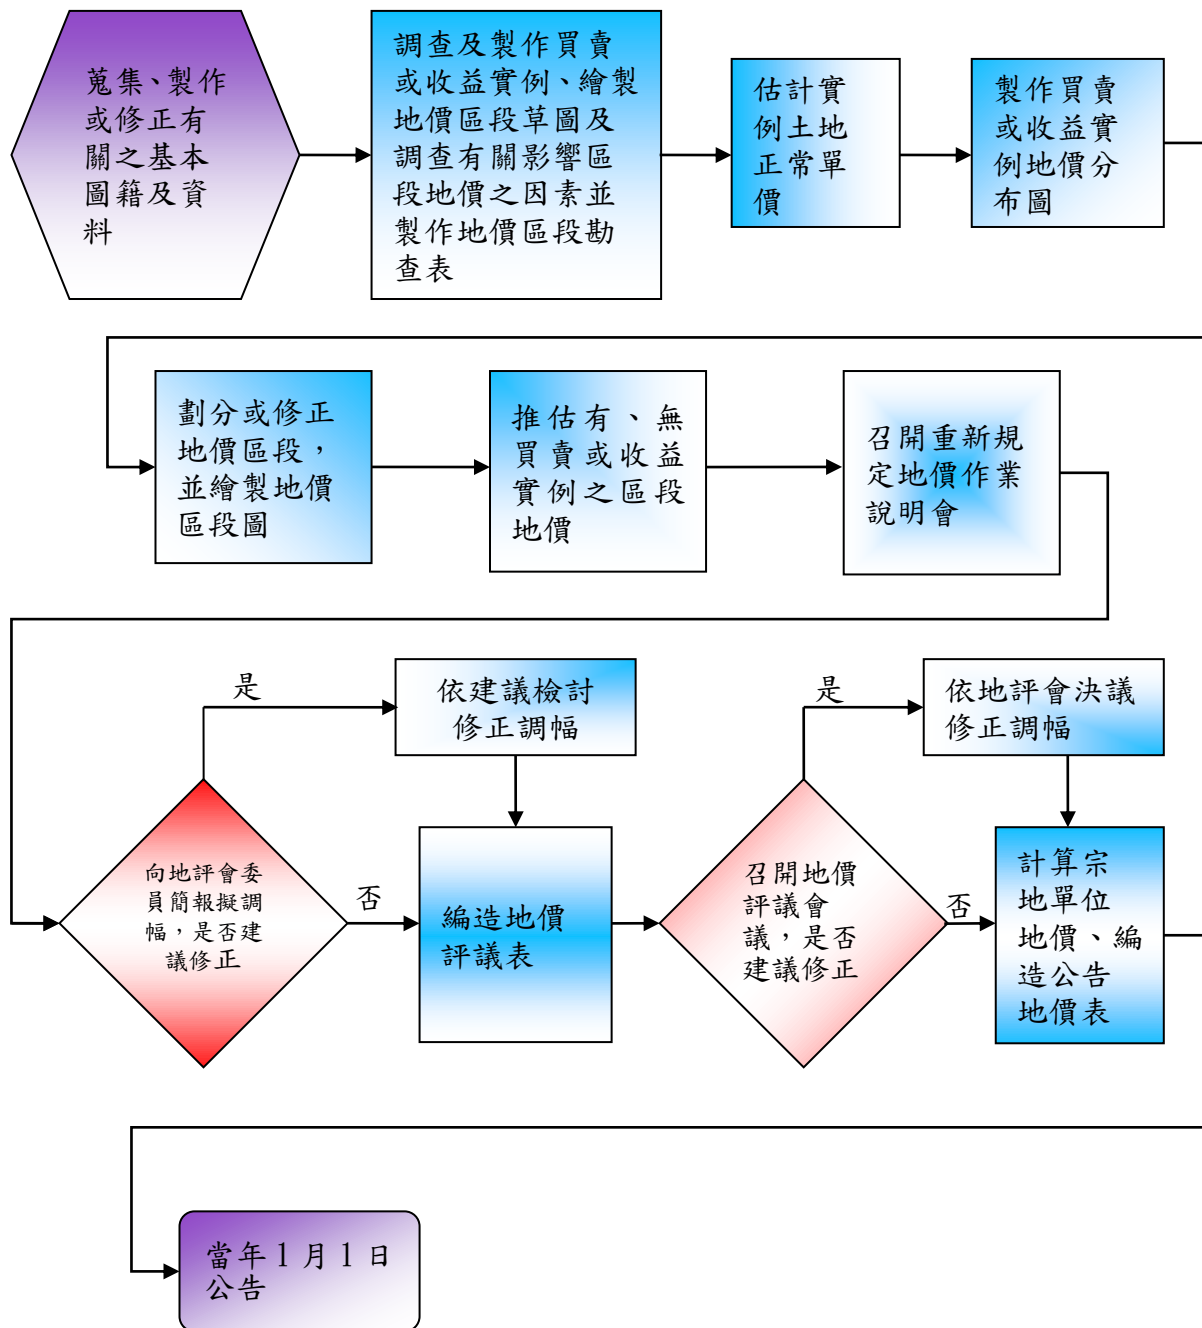 蒐集、製作
或修正有
關之基本
圖籍及資
料
調查及製作買賣
或收益實例、繪製
地價區段草圖及
調查有關影響區
段地價之因素並
製作地價區段勘
查表
估計實
例土地
正常單
價
製作買賣
或收益實
例地價分
布圖
劃分或修正
地價區段，
並繪製地價
區段圖
推估有、無
買賣或收益
實例之區段
地價
召開重新規
定地價作業
說明會
是
依建議檢討
修正調幅
是
依地評會決議
修正調幅
向地評會委
員簡報擬調
幅，是否建
議修正
否
編造地價
評議表
召開地價
評議會
議，是否
建議修正
否
計算宗
地單位
地價、編
造公告
地價表
當年1月1日
公告